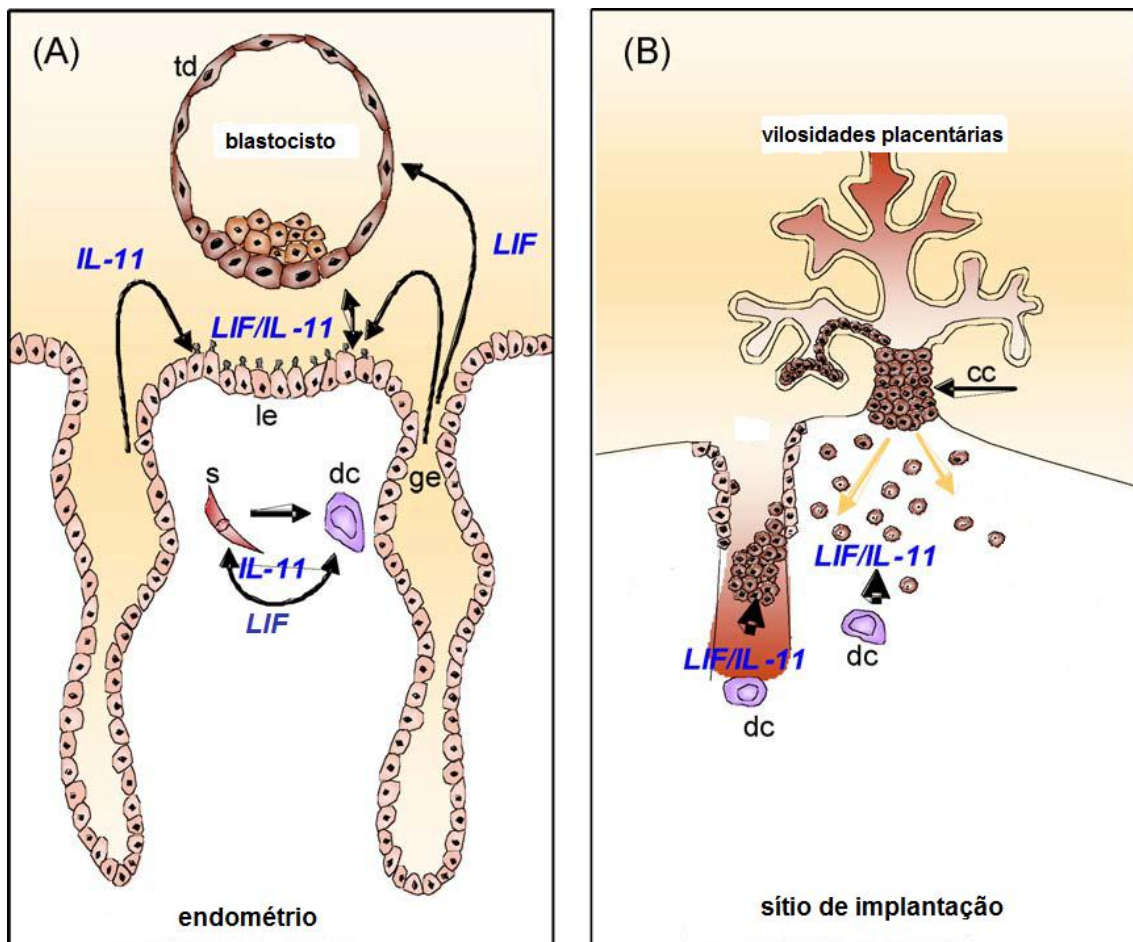 (A)
td
blastocisto
IL-11
LIF
LIF/IL -11
le
s
dc
ge
IL-11
LIF
endométrio
(B)
vilosidades placentárias
cc
LIF/IL -11
dc
LIF/IL -11
dc
sítio de implantação